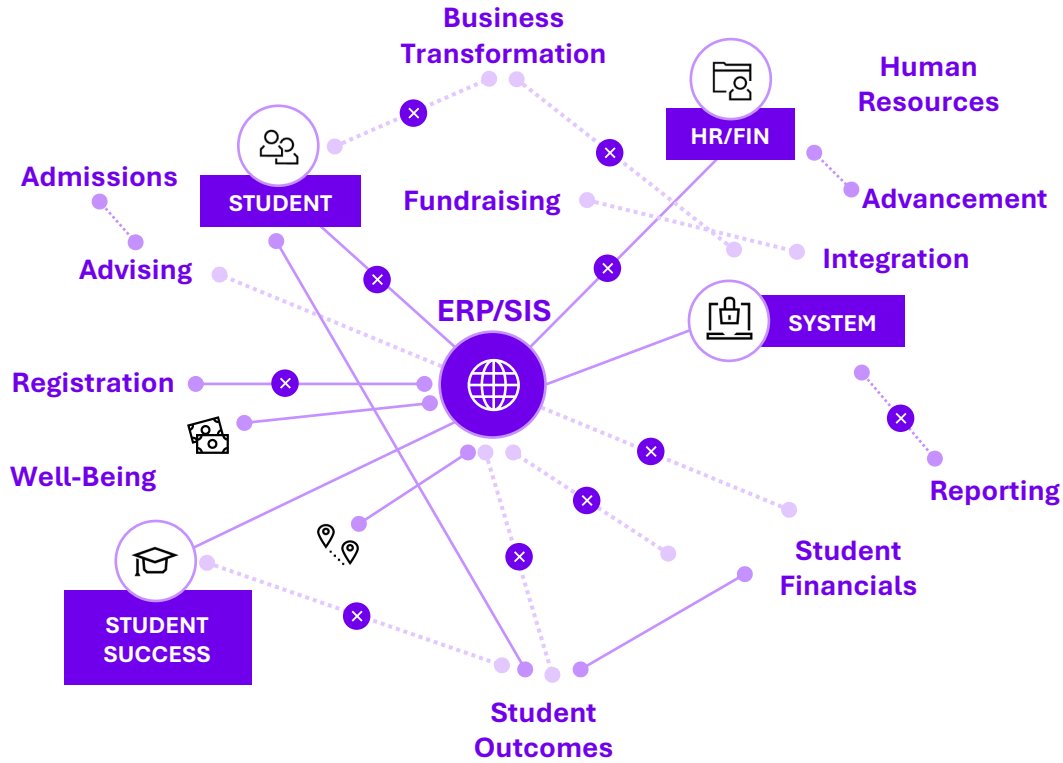 Business
Transformation
Human
Resources
HR/FIN
Admissions
STUDENT
Fundraising
Advancement
Advising
Integration
ERP/SIS
SYSTEM
Registration
Well-Being
Reporting
Student
Financials
STUDENT
SUCCESS
Student
Outcomes